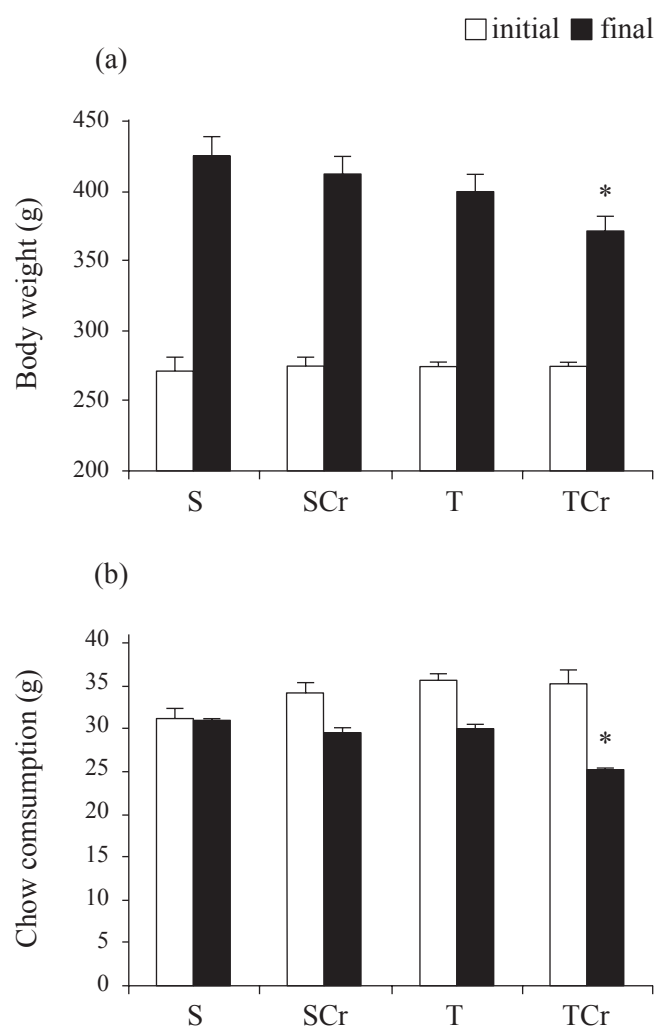 initial final
(a)
Body weight (g)
450
400
350
300
250
200
*
S SCr T TCr
(b)
Chow comsumption (g)
40
35
30
25
20
15
10
5
0
*
S SCr T TCr